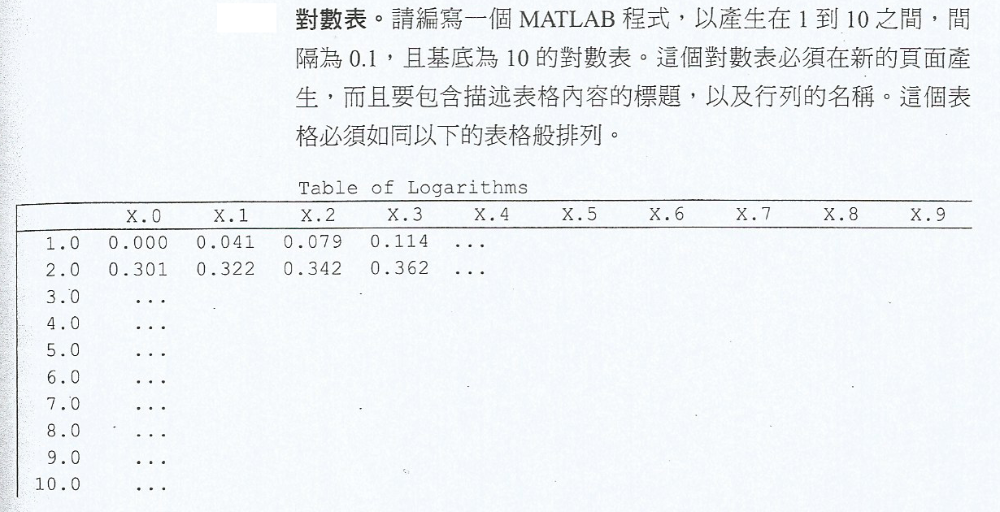 對數表。請編寫一個 MATLAB 程式，以產生在 1 到 10 之間，間
隔為 0.1，且基底為 10 的對數表。這個對數表必須在新的頁面產
生，而且要包含描述表格內容的標題，以及行列的名稱。這個表
格必須如同以下的表格般排列。
Table of Logarithms
X.0 X.1 X.2 X.3 X.4 X.5 X.6 X.7 X.8 X.9
1.0 0.000 0.041 0.079 0.114 ...
2.0 0.301 0.322 0.342 0.362 ...
3.0 ...
4.0 ...
5.0 ...
6.0 ...
7.0 ...
8.0 ...
9.0 ...
10.0 ...